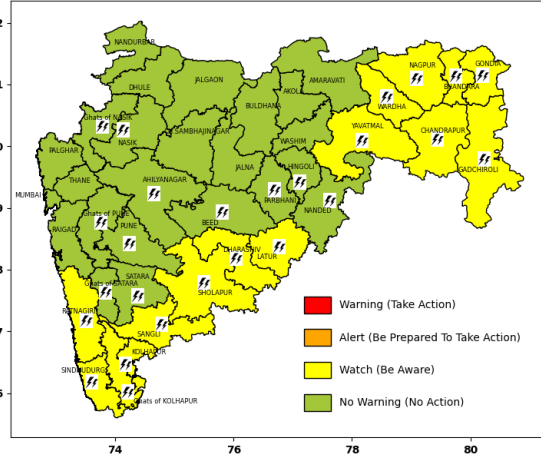 NANDURBAR
DHULE
JALGAON
AKOLA
AMARAVATI
NAGPUR
GONDIA
BHANDARA
WARDHA
BULDHANA
Ghats of NASIK
NASIK
SAMBHAJINAGAR
WASHIM
YAVATMAL
CHANDRAPUR
GADCHIROLI
PALGHAR
THANE
AHILYANAGAR
JALNA
HINGOLI
PARBHANI
NANDED
MUMBAI
RAIGAD
Ghats of PUNE
PUNE
BEED
DHARASHIV
LATUR
SATARA
Ghats of SATARA
SHOLAPUR
RATNAGIRI
SANGLI
KOLHAPUR
SINDHUDURG
Ghats of KOLHAPUR
Warning (Take Action)
Alert (Be Prepared To Take Action)
Watch (Be Aware)
No Warning (No Action)
74 76 78 80